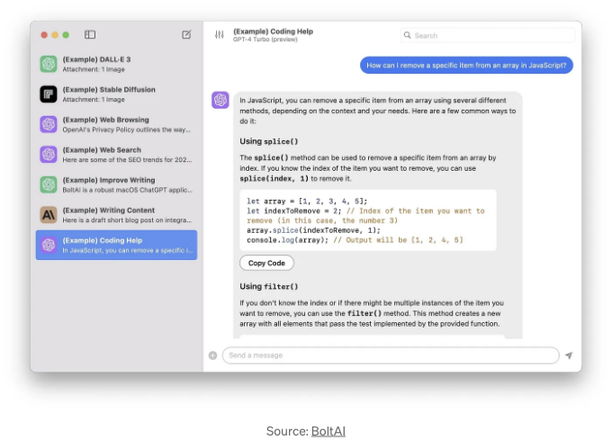 (Example) DALL·E 3
Attachment: 1 Image
(Example) Stable Diffusion
Attachment: 1 Image
(Example) Web Browsing
OpenAI's Privacy Policy outlines the way...
(Example) Web Search
Here are some of the SEO trends for 202...
(Example) Improve Writing
BoltAI is a robust macOS ChatGPT applic...
(Example) Writing Content
Here is a draft short blog post on integra...
(Example) Coding Help
In JavaScript, you can remove a specific i...
(Example) Coding Help
GPT-4 Turbo (preview)
Search
How can I remove a specific item from an array in JavaScript?
In JavaScript, you can remove a specific item from an array using several different
methods, depending on the context and your needs. Here are a few common ways to
do it:
Using splice()
The splice() method can be used to remove a specific item from an array by
index. If you know the index of the item you want to remove, you can use
splice(index, 1) to remove it.
let array = [1, 2, 3, 4, 5];
let indexToRemove = 2; // Index of the item you want to
remove (in this case, the number 3)
array.splice(indexToRemove, 1);
console.log(array); // Output will be [1, 2, 4, 5]
Copy Code
Using filter()
If you don't know the index or if there might be multiple instances of the item you
want to remove, you can use the filter() method. This method creates a new
array with all elements that pass the test implemented by the provided function.
Send a message
Source: BoltAI